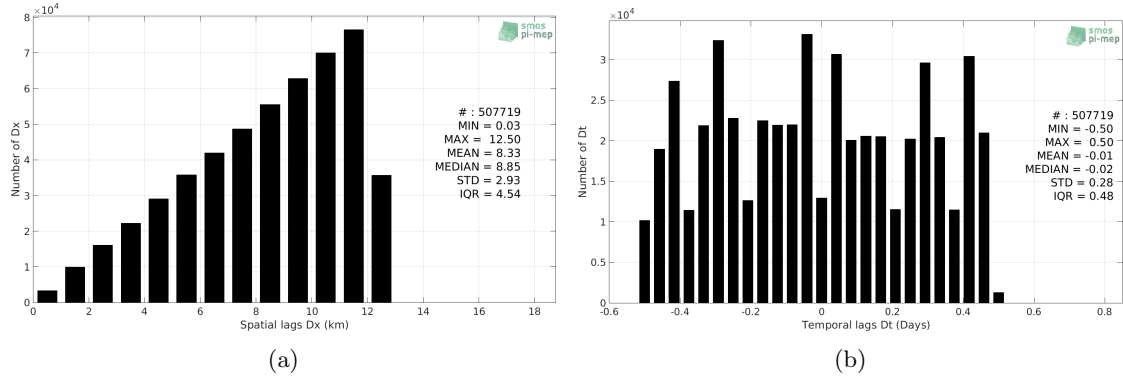 ×10⁴
8
7
6
5
4
3
2
1
0
Number of Dx
0 2 4 6 8 10 12 14 16 18
Spatial lags Dx (km)
smos
pi-mep
# : 507719
MIN = 0.03
MAX = 12.50
MEAN = 8.33
MEDIAN = 8.85
STD = 2.93
IQR = 4.54
(a)
×10⁴
3
2.5
2
1.5
1
0.5
0
Number of Dt
-0.6 -0.4 -0.2 0 0.2 0.4 0.6 0.8
Temporal lags Dt (Days)
smos
pi-mep
# : 507719
MIN = -0.50
MAX = 0.50
MEAN = -0.01
MEDIAN = -0.02
STD = 0.28
IQR = 0.48
(b)